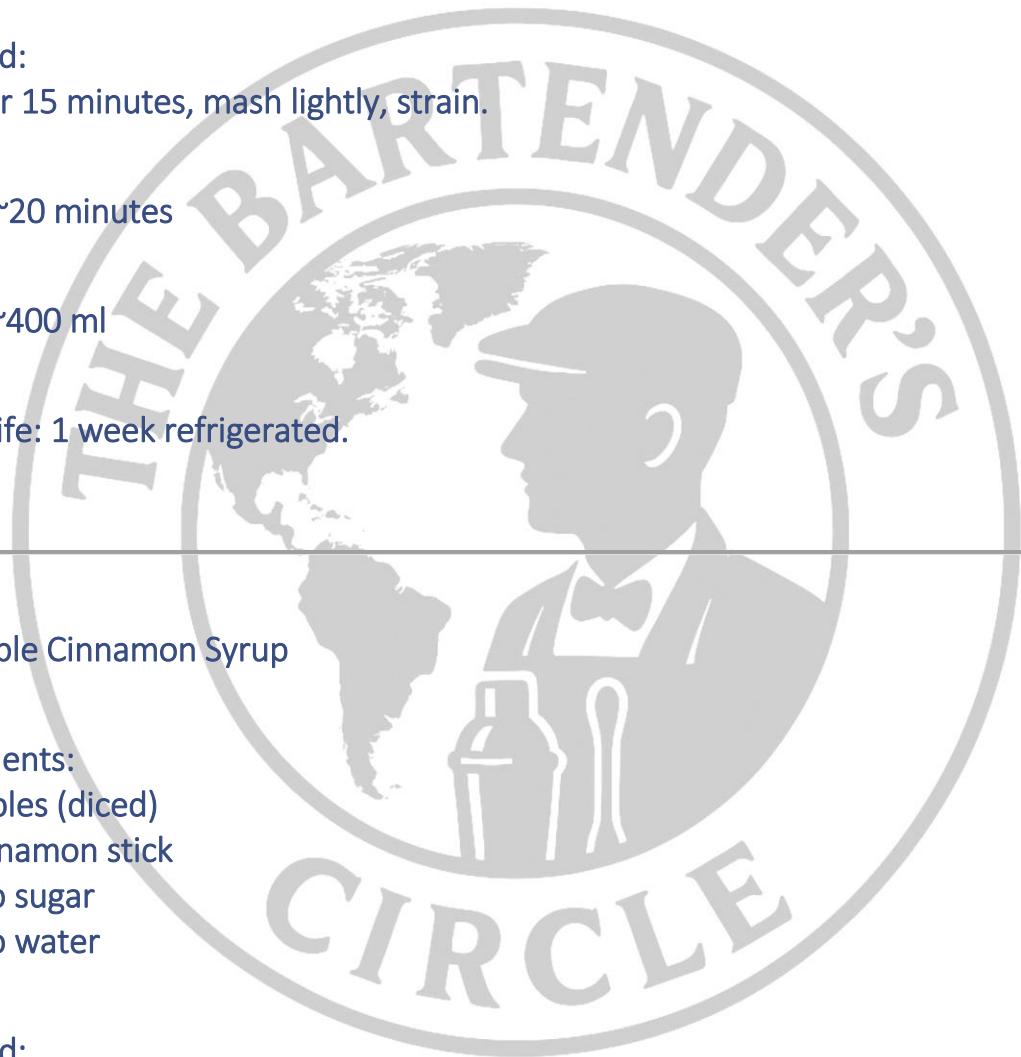 d:
r 15 minutes, mash lightly, strain.
~20 minutes
~400 ml
ife: 1 week refrigerated.
ple Cinnamon Syrup
ents:
ples (diced)
namon stick
p sugar
p water
d:
THE BARTENDER'S
CIRCLE